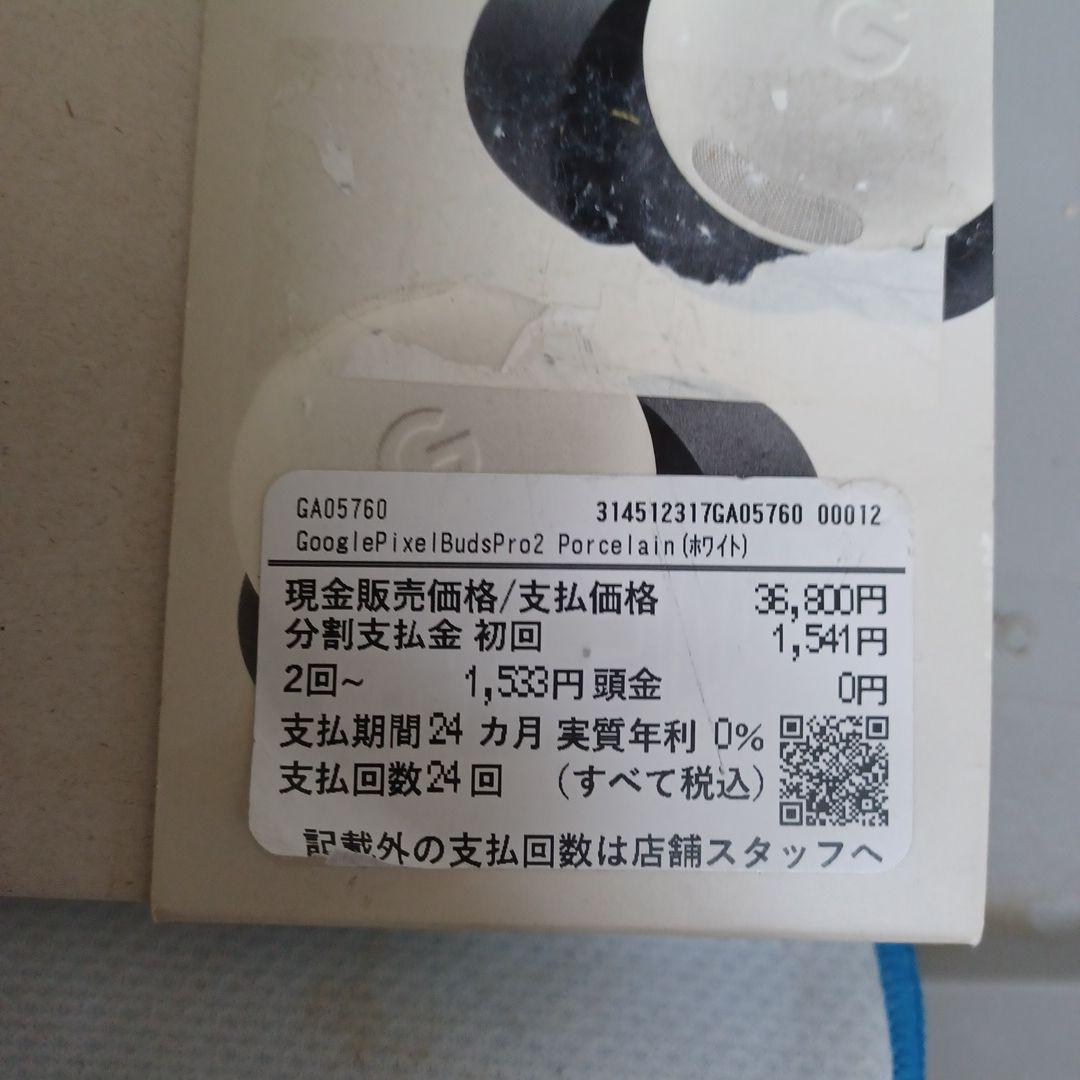 G
G
GA05760 314512317GA05760 00012
GooglePixelBudsPro2 Porcelain(ﾎﾜｲﾄ)
現金販売価格/支払価格 36,800円
分割支払金 初回 1,541円
2回~ 1,533円 頭金 0円
支払期間24 カ月 実質年利 0%
支払回数24 回 (すべて税込)
記載外の支払回数は店舗スタッフへ